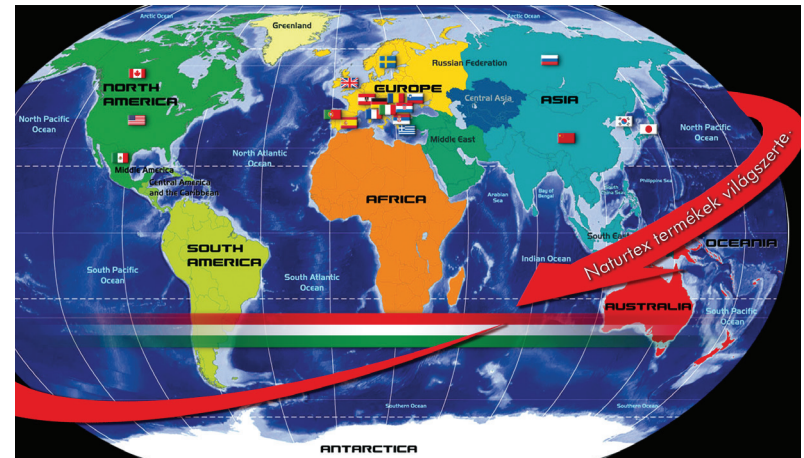 Arctic Ocean
Arctic Ocean
Greenland
Russian Federation
NORTH
AMERICA
EUROPE
Central Asia
ASIA
North Pacific
Ocean
North Pacific
Ocean
North Atlantic
Ocean
Middle East
Middle America
Central America
and the Caribbean
Arabian
Sea
Bay of
Bengal
Philippine Sea
AFRICA
Naturtex termékek világszerte.
South East
OCEANIA
SOUTH
AMERICA
Indian Ocean
South Pacific
Ocean
South Atlantic
Ocean
AUSTRALIA
South Pacific
Ocean
Southern Ocean
Southern Ocean
ANTARCTICA